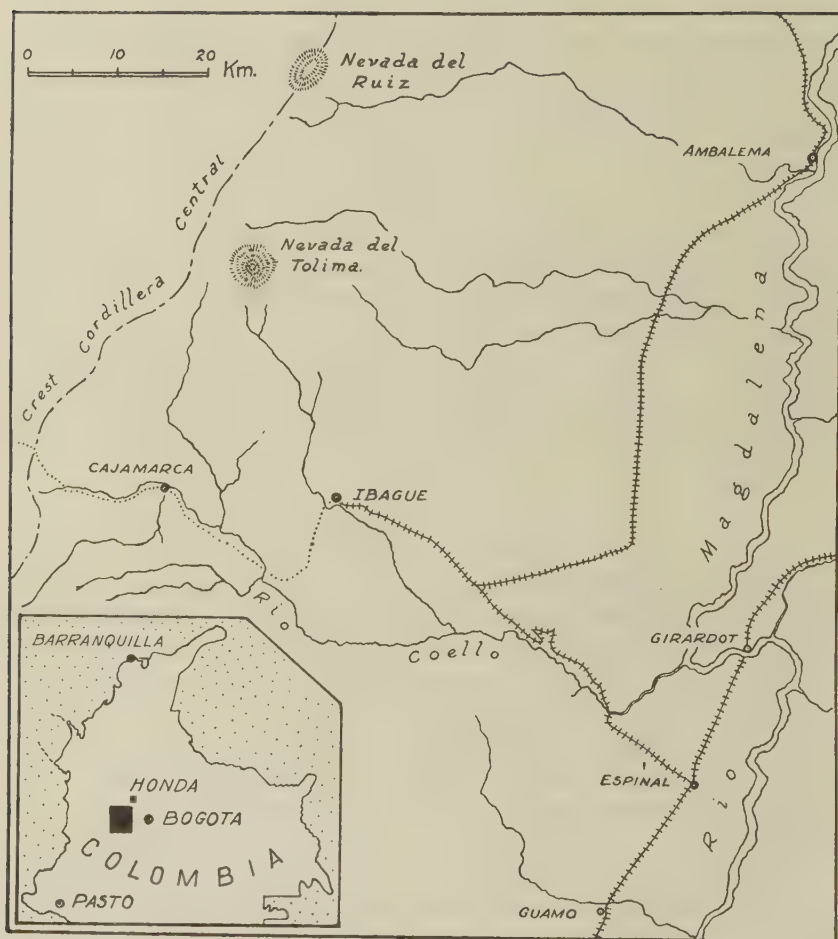 0 10 20 Km.
Nevada del
Ruiz
AMBALEMA
Crest Cordillera Central
Nevada del
Tolima.
Rio Magdalena
CAJAMARCA
IBAGUE
Rio Coello
GIRARDOT
ESPINAL
GUAMO
BARRANQUILLA
HONDA
BOGOTA
COLOMBIA
PASTO